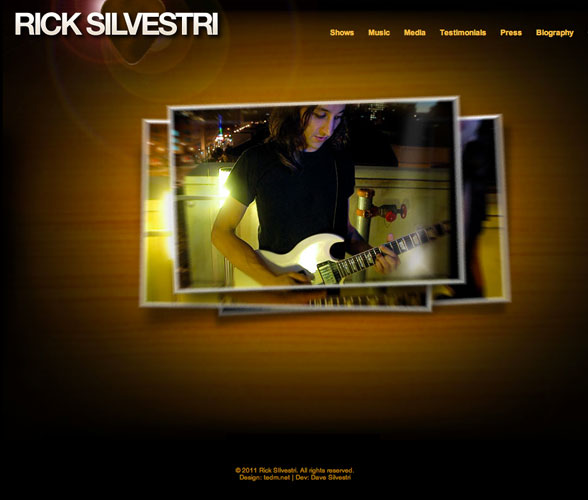 RICK SILVESTRI
Shows Music Media Testimonials Press Biography
© 2011 Rick Silvestri. All rights reserved.
Design: tedm.net | Dev: Dave Silvestri